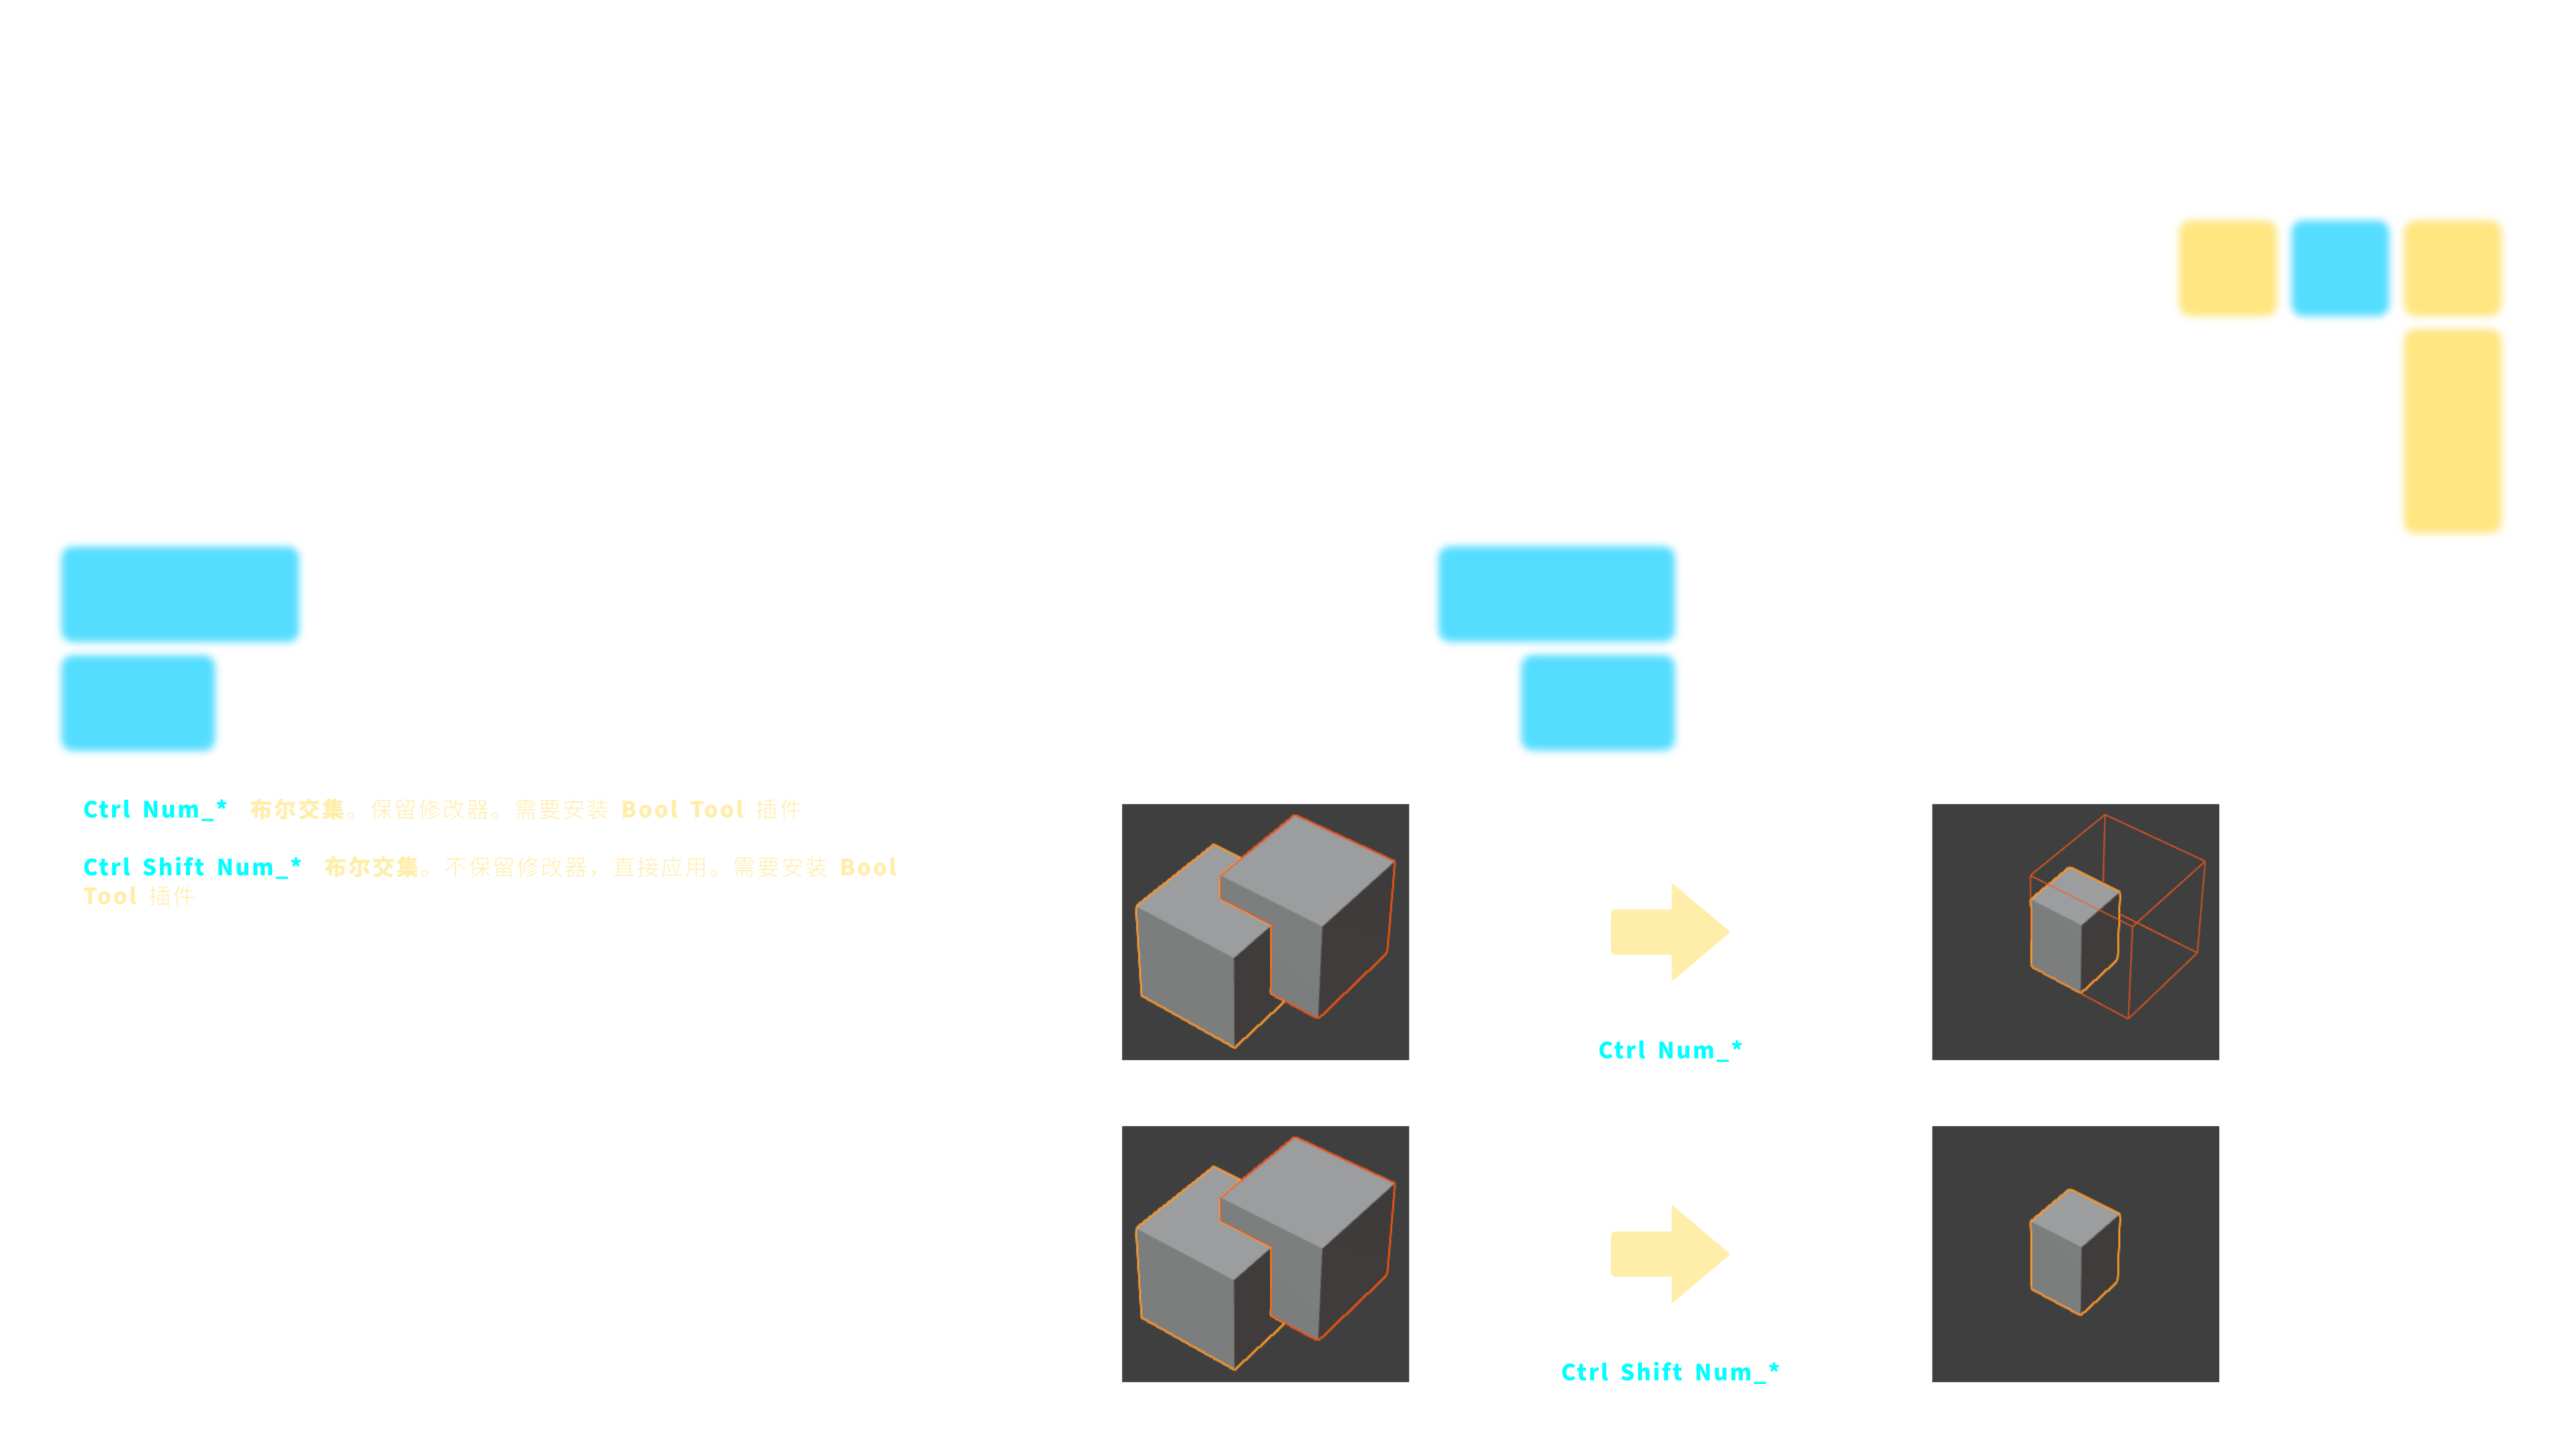 Ctrl Num_* 布尔交集。保留修改器。需要安装 Bool Tool 插件
Ctrl Shift Num_* 布尔交集。不保留修改器，直接应用。需要安装 Bool
Tool 插件
Ctrl Num_*
Ctrl Shift Num_*